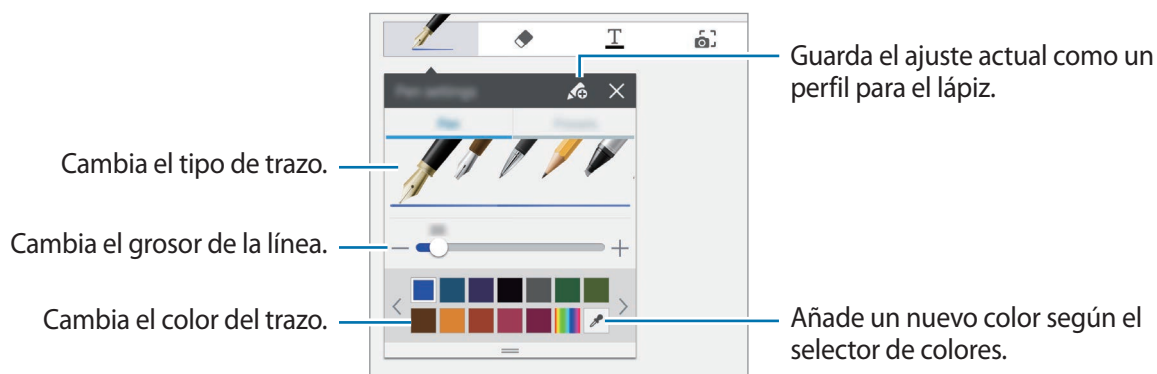 T
Guarda el ajuste actual como un
perfil para el lápiz.
Cambia el tipo de trazo.
Cambia el grosor de la línea.
Cambia el color del trazo.
Añade un nuevo color según el
selector de colores.